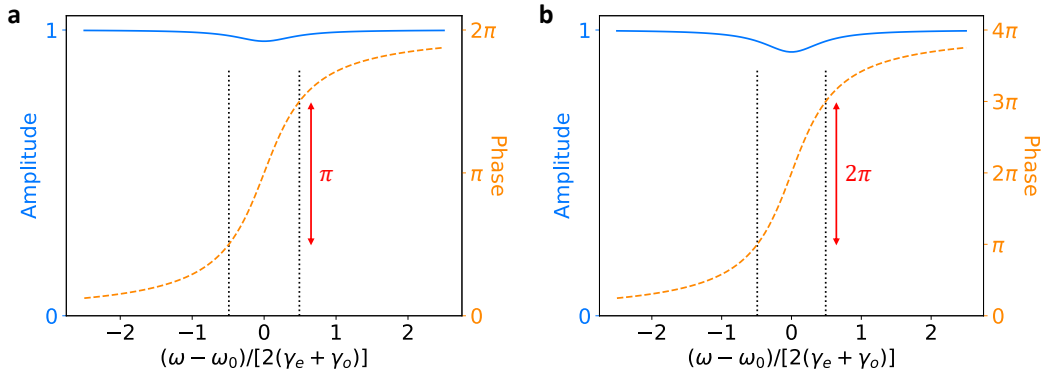 a
Amplitude
1
0
2π
π
0
Phase
π
−2 −1 0 1 2
(ω − ω₀)/[2(γₑ + γₒ)]
b
Amplitude
1
0
4π
3π
2π
π
0
Phase
2π
−2 −1 0 1 2
(ω − ω₀)/[2(γₑ + γₒ)]